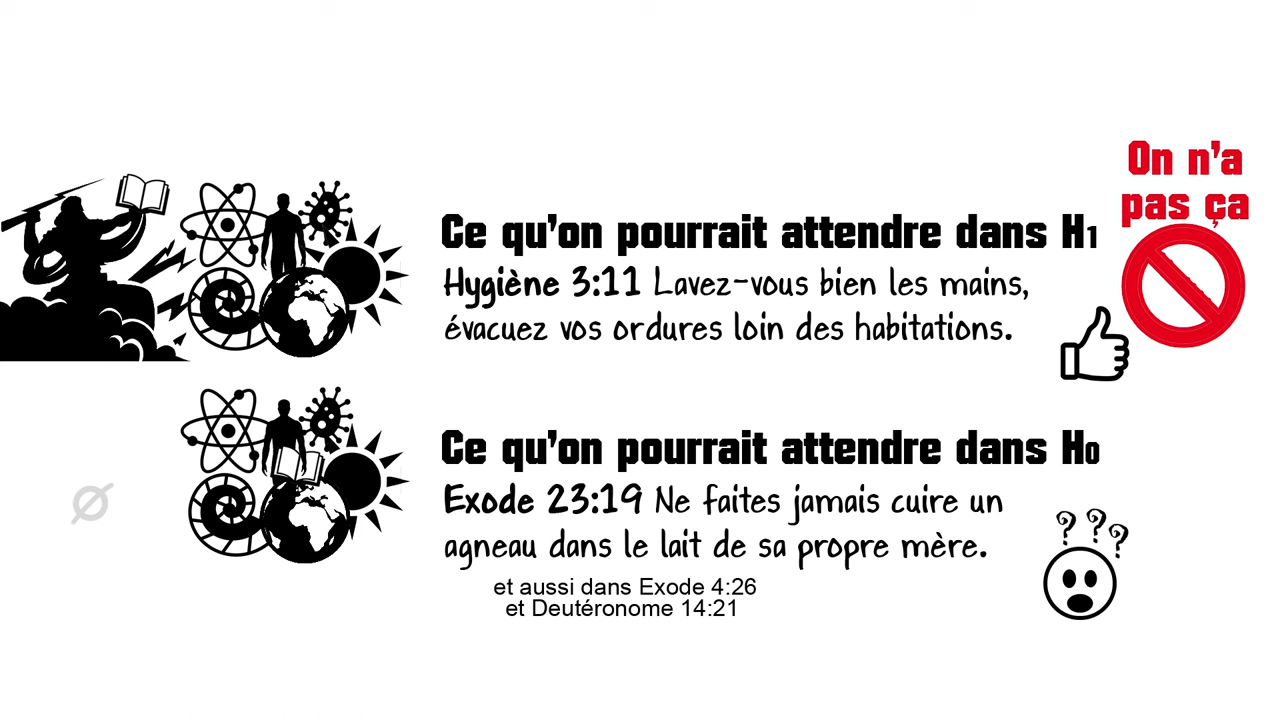 On n'a
pas ça
Ce qu'on pourrait attendre dans H1
Hygiène 3:11 Lavez-vous bien les mains,
évacuez vos ordures loin des habitations.
Ce qu'on pourrait attendre dans H0
Exode 23:19 Ne faites jamais cuire un
agneau dans le lait de sa propre mère.
et aussi dans Exode 4:26
et Deutéronome 14:21
? ? ?
Ø